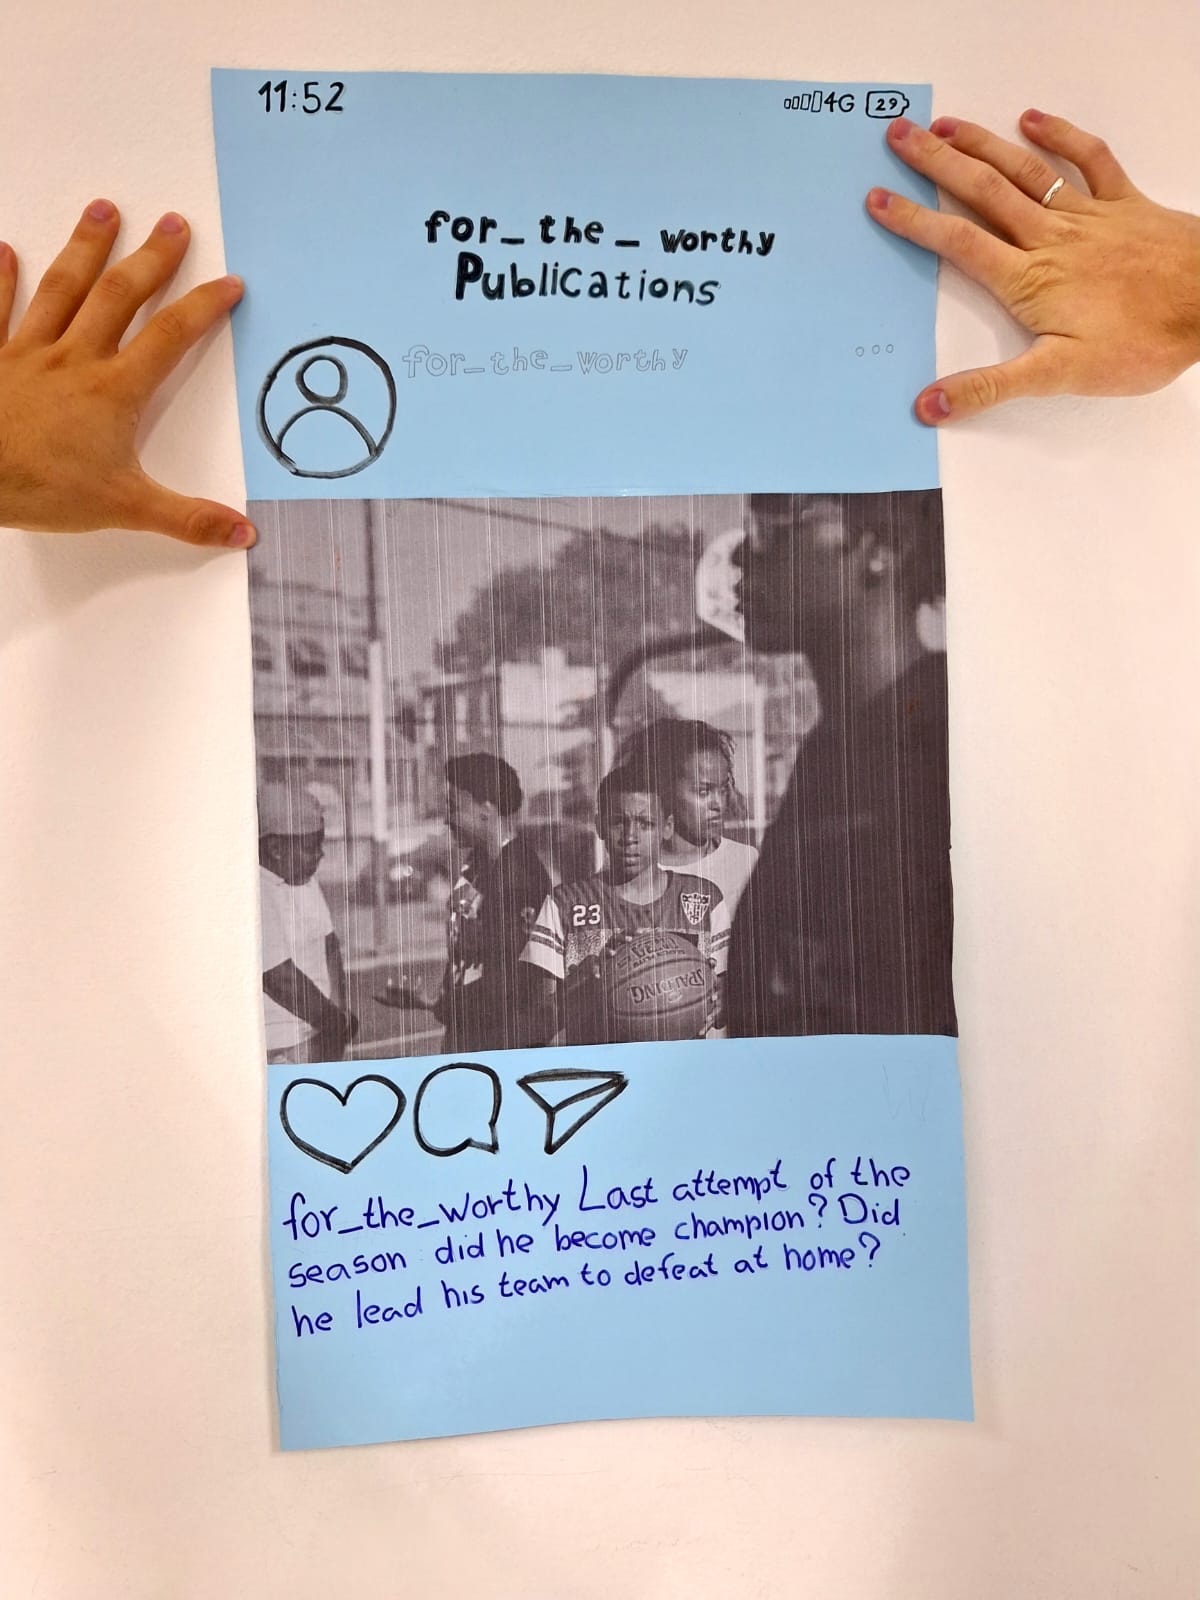 11:52 4G 29
for_the_worthy
Publications
for_the_worthy
23
SPALDING
for_the_worthy Last attempt of the
season did he become champion? Did
he lead his team to defeat at home?